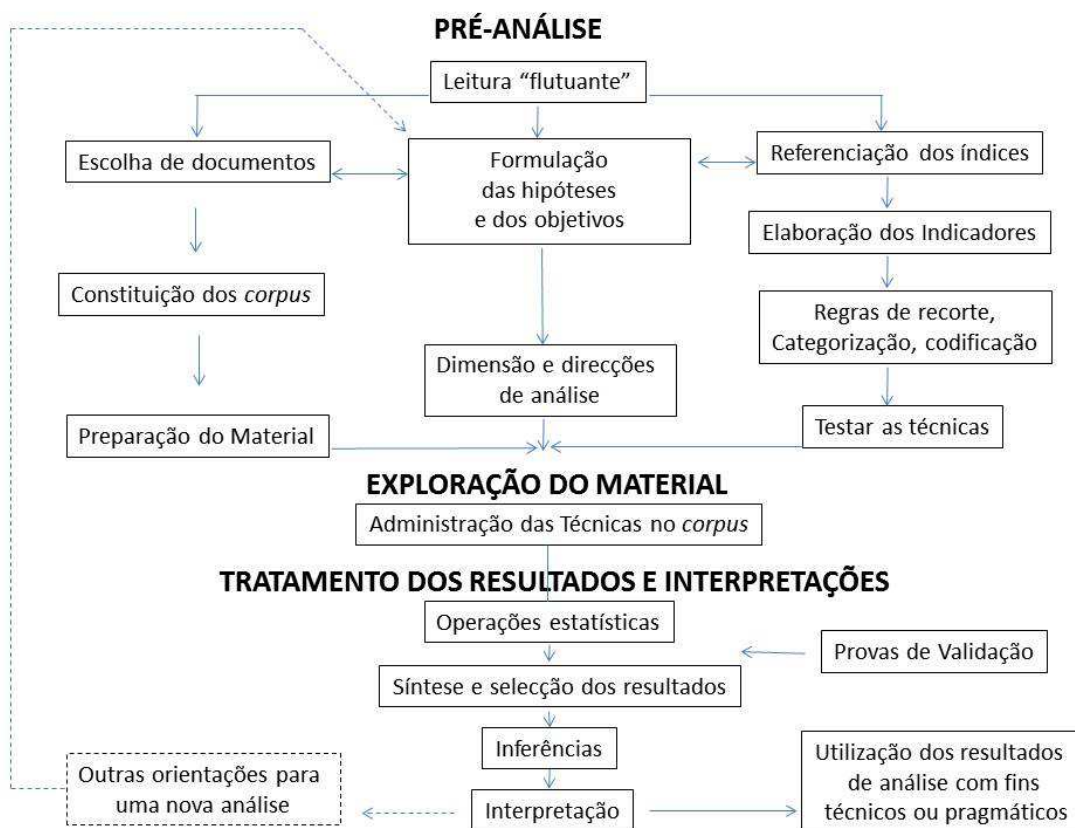 PRÉ-ANÁLISE
Leitura “flutuante”
Escolha de documentos
Formulação
das hipóteses
e dos objetivos
Referenciação dos índices
Elaboração dos Indicadores
Constituição dos corpus
Regras de recorte,
Categorização, codificação
Dimensão e direcções
de análise
Preparação do Material
Testar as técnicas
EXPLORAÇÃO DO MATERIAL
Administração das Técnicas no corpus
TRATAMENTO DOS RESULTADOS E INTERPRETAÇÕES
Operações estatísticas
Provas de Validação
Síntese e selecção dos resultados
Inferências
Outras orientações para
uma nova análise
Interpretação
Utilização dos resultados
de análise com fins
técnicos ou pragmáticos